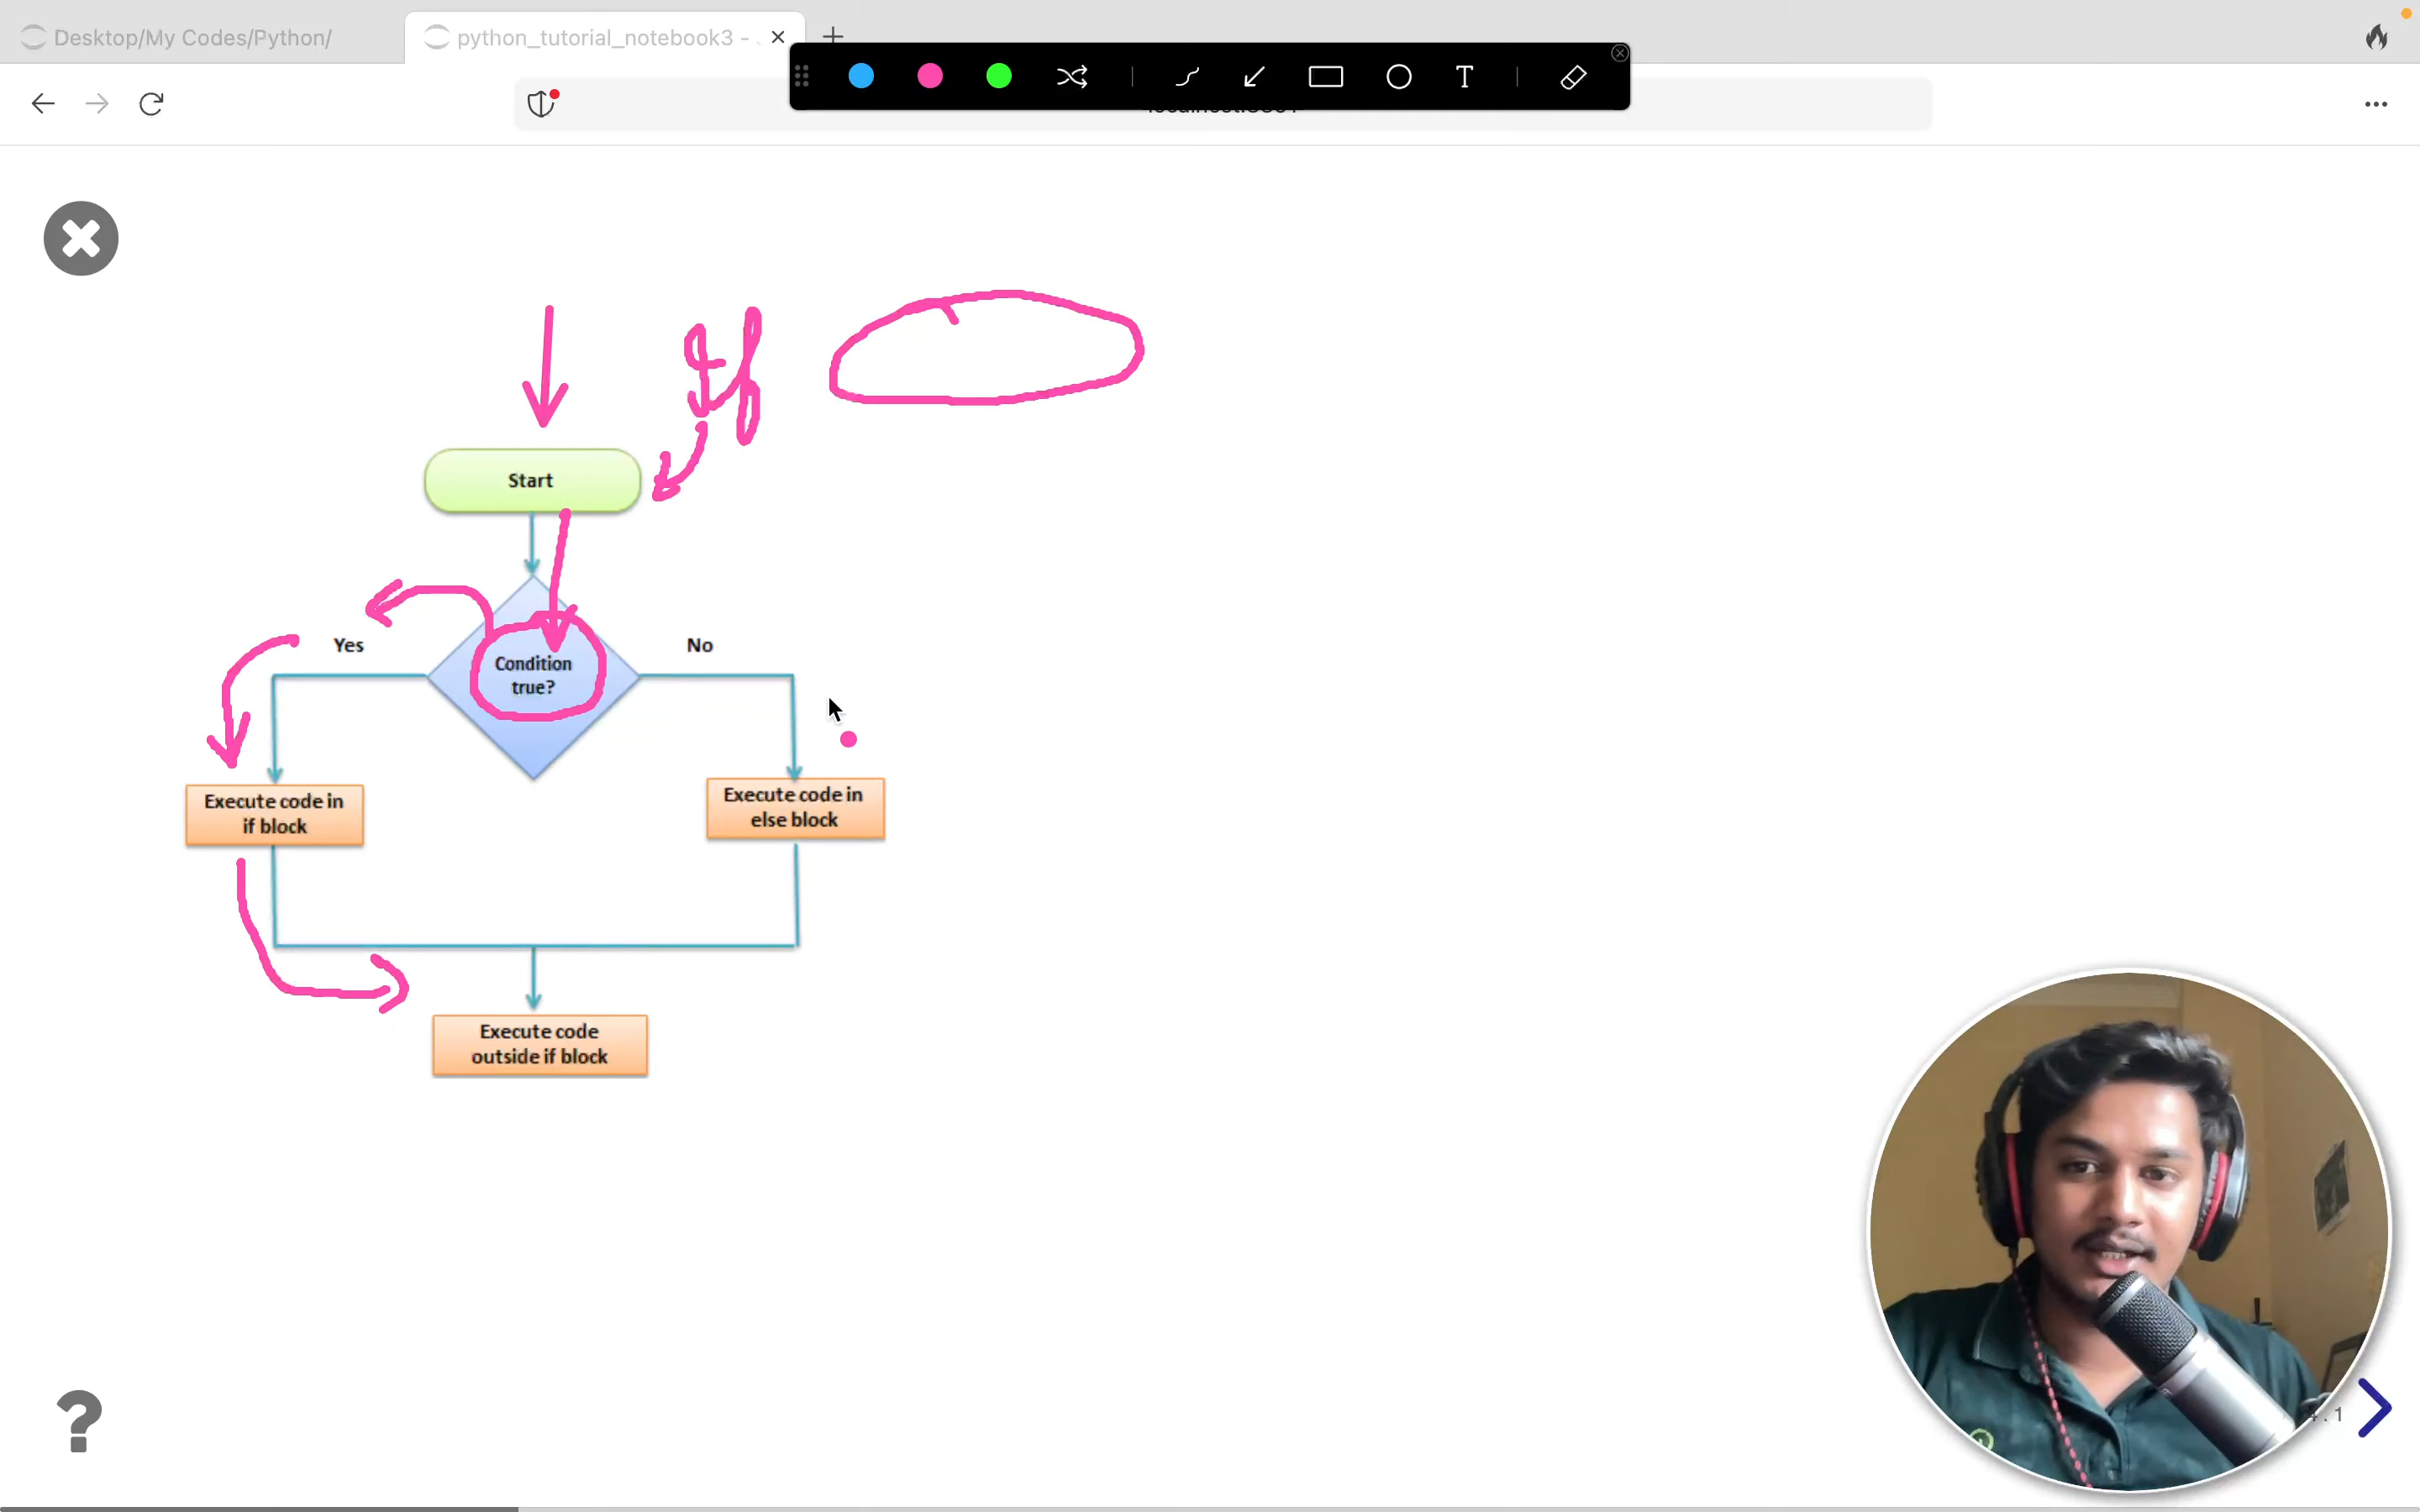 Desktop/My Codes/Python/
python_tutorial_notebook3 -
T
If
Start
Yes
No
Condition
true?
Execute code in
if block
Execute code in
else block
Execute code
outside if block
?